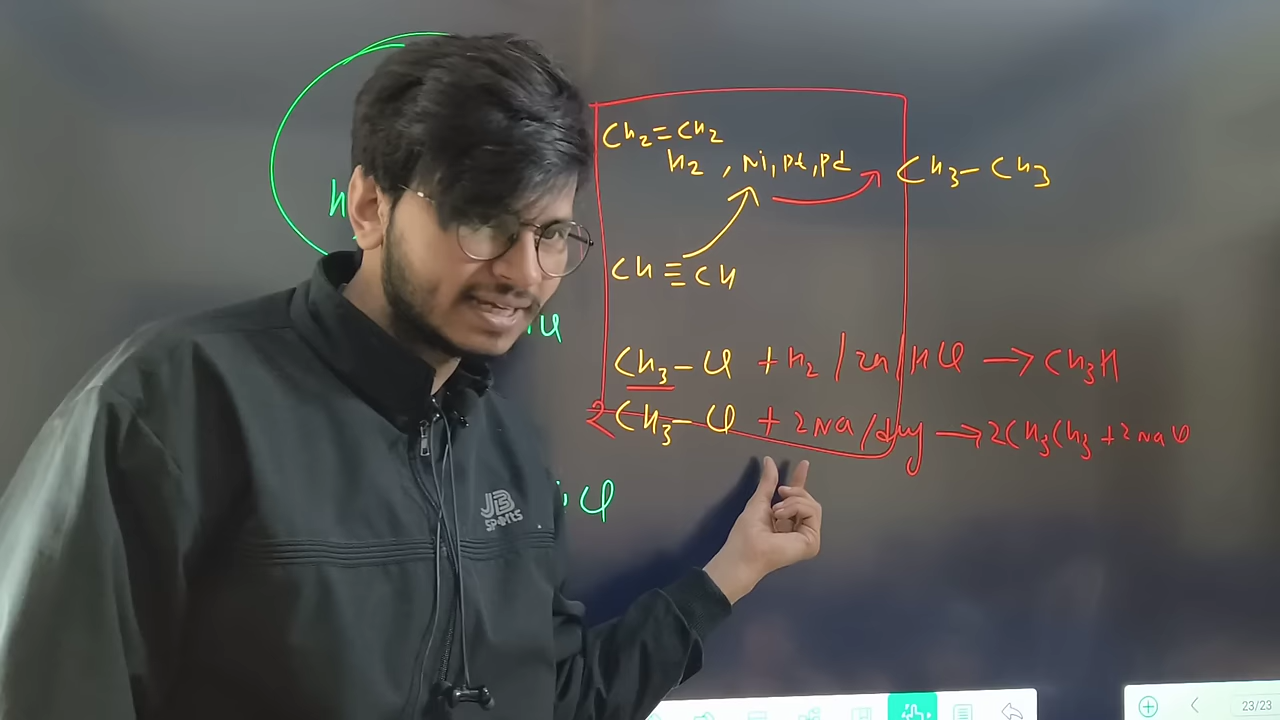 CH2=CH2
H2 , Ni,Pt,Pd
CH3-CH3
CH≡CH
CH3-Cl +H2/Zn/HCl → CH3H
2CH3-Cl + 2Na/dry → 2CH3CH3 + 2NaCl
JB
SPORTS
23/23